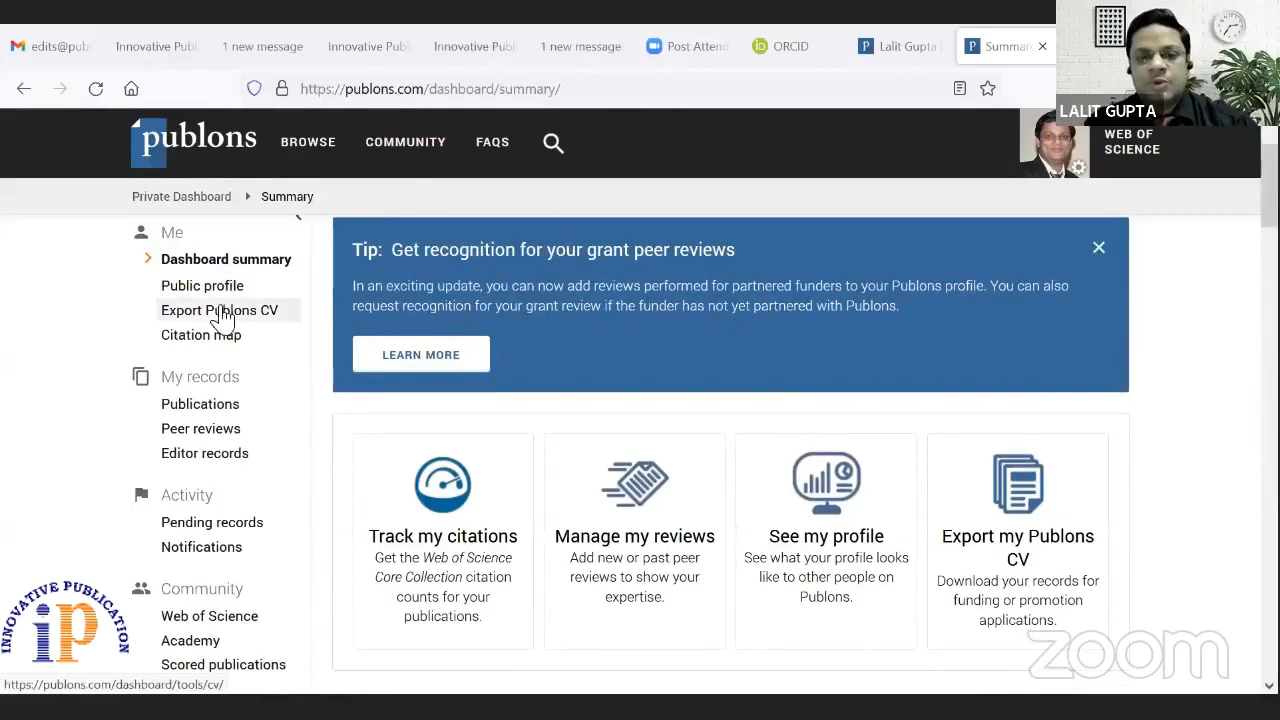 edits@pub
Innovative Publ
1 new message
Innovative Publ
Innovative Publ
1 new message
Post Attend
ORCID
Lalit Gupta
Summar
https://publons.com/dashboard/summary/
LALIT GUPTA
publons
BROWSE
COMMUNITY
FAQS
WEB OF
SCIENCE
Private Dashboard
Summary
Me
Dashboard summary
Public profile
Export Publons CV
Citation map
My records
Publications
Peer reviews
Editor records
Activity
Pending records
Notifications
Community
Web of Science
Academy
Scored publications
Tip: Get recognition for your grant peer reviews
In an exciting update, you can now add reviews performed for partnered funders to your Publons profile. You can also
request recognition for your grant review if the funder has not yet partnered with Publons.
LEARN MORE
Track my citations
Get the Web of Science
Core Collection citation
counts for your
publications.
Manage my reviews
Add new or past peer
reviews to show your
expertise.
See my profile
See what your profile looks
like to other people on
Publons.
Export my Publons
CV
Download your records for
funding or promotion
applications.
INNOVATIVE PUBLICATION
iP
zoom
https://publons.com/dashboard/tools/cv/